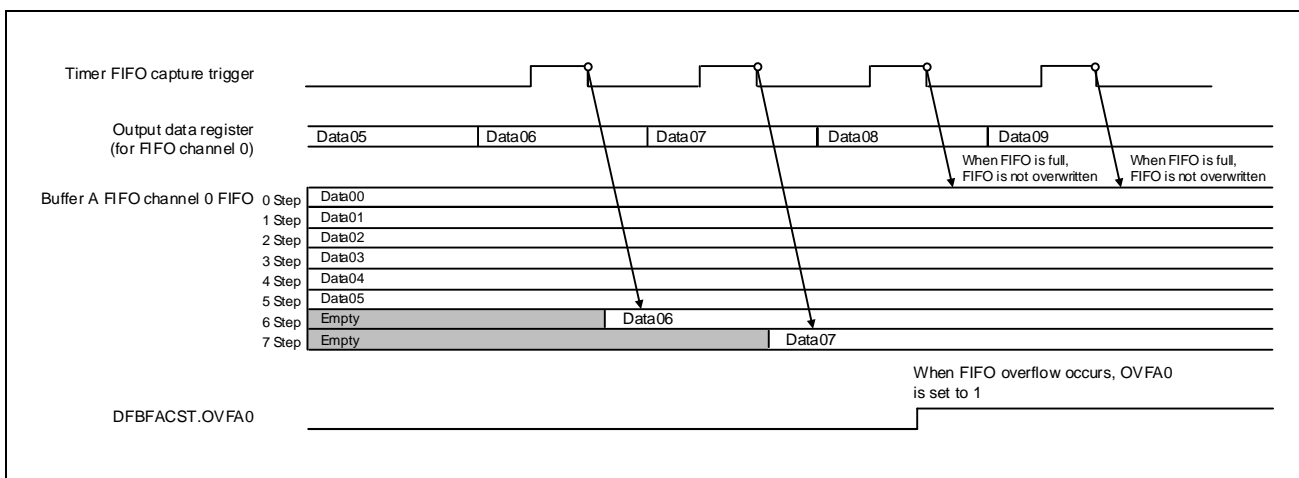 Timer FIFO capture trigger
Output data register
(for FIFO channel 0)
Data05 Data06 Data07 Data08 Data09
When FIFO is full,
FIFO is not overwritten
When FIFO is full,
FIFO is not overwritten
Buffer A FIFO channel 0 FIFO 0 Step Data00
1 Step Data01
2 Step Data02
3 Step Data03
4 Step Data04
5 Step Data05
6 Step Empty Data06
7 Step Empty Data07
When FIFO overflow occurs, OVFA0
is set to 1
DFBFACST.OVFA0